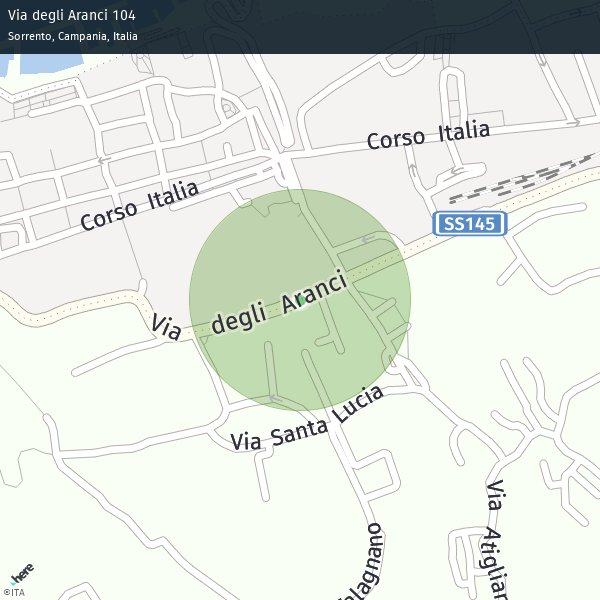 Via degli Aranci 104
Sorrento, Campania, Italia
Corso Italia
Corso Italia
SS145
Via degli Aranci
Via Santa Lucia
Via
here
©ITA